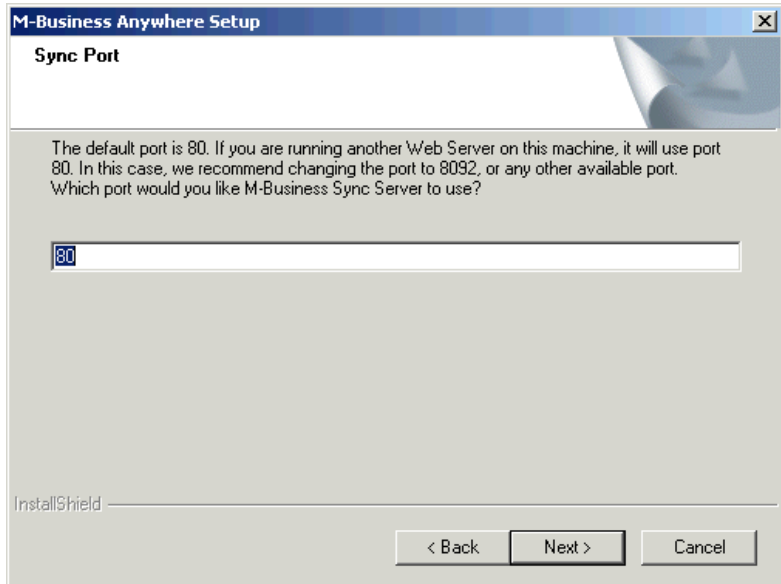 M-Business Anywhere Setup
Sync Port
The default port is 80. If you are running another Web Server on this machine, it will use port
80. In this case, we recommend changing the port to 8092, or any other available port.
Which port would you like M-Business Sync Server to use?
80
InstallShield
< Back Next > Cancel